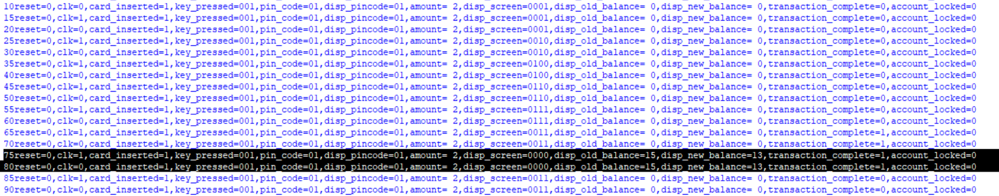 10reset=0,clk=0,card_inserted=1,key_pressed=001,pin_code=01,disp_pincode=01,amount= 2,disp_screen=0001,disp_old_balance= 0,disp_new_balance= 0,transaction_complete=0,account_locked=0
15reset=0,clk=1,card_inserted=1,key_pressed=001,pin_code=01,disp_pincode=01,amount= 2,disp_screen=0001,disp_old_balance= 0,disp_new_balance= 0,transaction_complete=0,account_locked=0
20reset=0,clk=0,card_inserted=1,key_pressed=001,pin_code=01,disp_pincode=01,amount= 2,disp_screen=0001,disp_old_balance= 0,disp_new_balance= 0,transaction_complete=0,account_locked=0
25reset=0,clk=1,card_inserted=1,key_pressed=001,pin_code=01,disp_pincode=01,amount= 2,disp_screen=0010,disp_old_balance= 0,disp_new_balance= 0,transaction_complete=0,account_locked=0
30reset=0,clk=0,card_inserted=1,key_pressed=001,pin_code=01,disp_pincode=01,amount= 2,disp_screen=0010,disp_old_balance= 0,disp_new_balance= 0,transaction_complete=0,account_locked=0
35reset=0,clk=1,card_inserted=1,key_pressed=001,pin_code=01,disp_pincode=01,amount= 2,disp_screen=0100,disp_old_balance= 0,disp_new_balance= 0,transaction_complete=0,account_locked=0
40reset=0,clk=0,card_inserted=1,key_pressed=001,pin_code=01,disp_pincode=01,amount= 2,disp_screen=0100,disp_old_balance= 0,disp_new_balance= 0,transaction_complete=0,account_locked=0
45reset=0,clk=1,card_inserted=1,key_pressed=001,pin_code=01,disp_pincode=01,amount= 2,disp_screen=0110,disp_old_balance= 0,disp_new_balance= 0,transaction_complete=0,account_locked=0
50reset=0,clk=0,card_inserted=1,key_pressed=001,pin_code=01,disp_pincode=01,amount= 2,disp_screen=0110,disp_old_balance= 0,disp_new_balance= 0,transaction_complete=0,account_locked=0
55reset=0,clk=1,card_inserted=1,key_pressed=001,pin_code=01,disp_pincode=01,amount= 2,disp_screen=0111,disp_old_balance= 0,disp_new_balance= 0,transaction_complete=0,account_locked=0
60reset=0,clk=0,card_inserted=1,key_pressed=001,pin_code=01,disp_pincode=01,amount= 2,disp_screen=0111,disp_old_balance= 0,disp_new_balance= 0,transaction_complete=0,account_locked=0
65reset=0,clk=1,card_inserted=1,key_pressed=001,pin_code=01,disp_pincode=01,amount= 2,disp_screen=0011,disp_old_balance= 0,disp_new_balance= 0,transaction_complete=1,account_locked=0
70reset=0,clk=0,card_inserted=1,key_pressed=001,pin_code=01,disp_pincode=01,amount= 2,disp_screen=0011,disp_old_balance= 0,disp_new_balance= 0,transaction_complete=1,account_locked=0
75reset=0,clk=1,card_inserted=1,key_pressed=001,pin_code=01,disp_pincode=01,amount= 2,disp_screen=0000,disp_old_balance=15,disp_new_balance=13,transaction_complete=1,account_locked=0
80reset=0,clk=0,card_inserted=1,key_pressed=001,pin_code=01,disp_pincode=01,amount= 2,disp_screen=0000,disp_old_balance=15,disp_new_balance=13,transaction_complete=1,account_locked=0
85reset=0,clk=1,card_inserted=1,key_pressed=001,pin_code=01,disp_pincode=01,amount= 2,disp_screen=0011,disp_old_balance= 0,disp_new_balance= 0,transaction_complete=1,account_locked=0
90reset=0,clk=0,card_inserted=1,key_pressed=001,pin_code=01,disp_pincode=01,amount= 2,disp_screen=0011,disp_old_balance= 0,disp_new_balance= 0,transaction_complete=1,account_locked=0